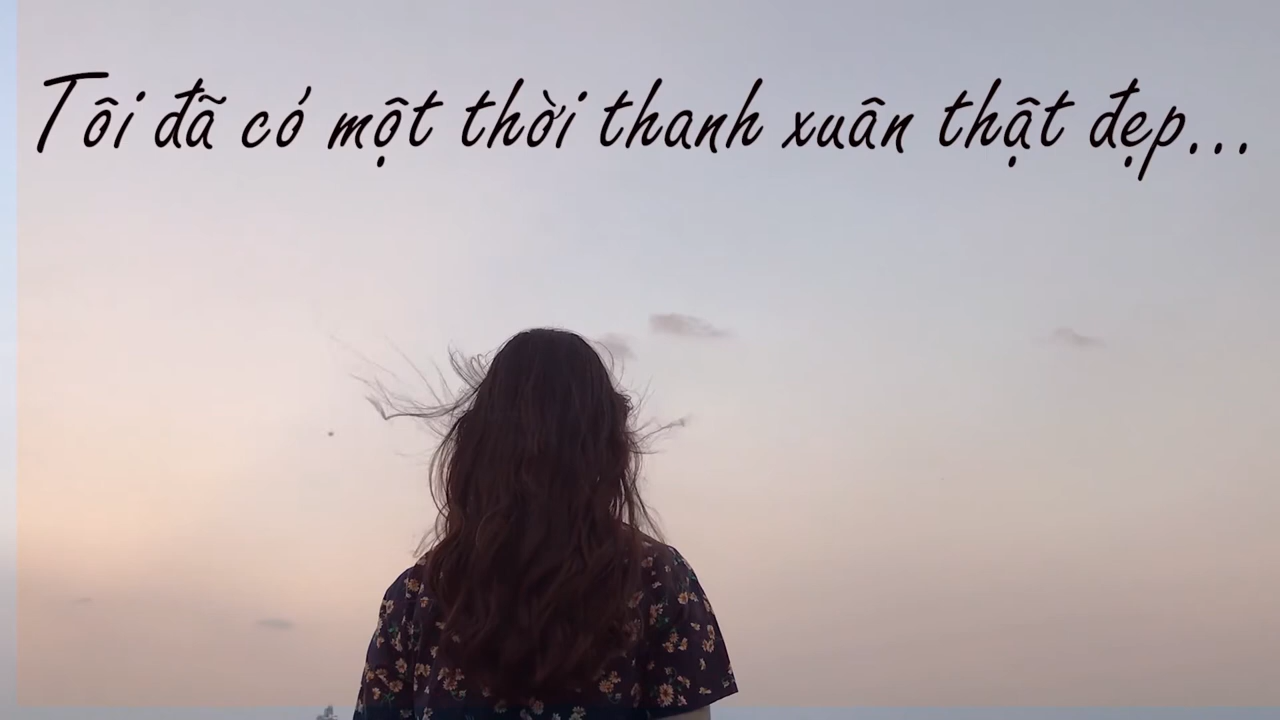 Tôi đã có một thời thanh xuân thật đẹp...